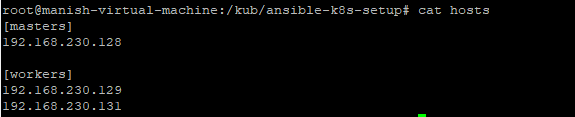 root@manish-virtual-machine:/kub/ansible-k8s-setup# cat hosts
[masters]
192.168.230.128

[workers]
192.168.230.129
192.168.230.131